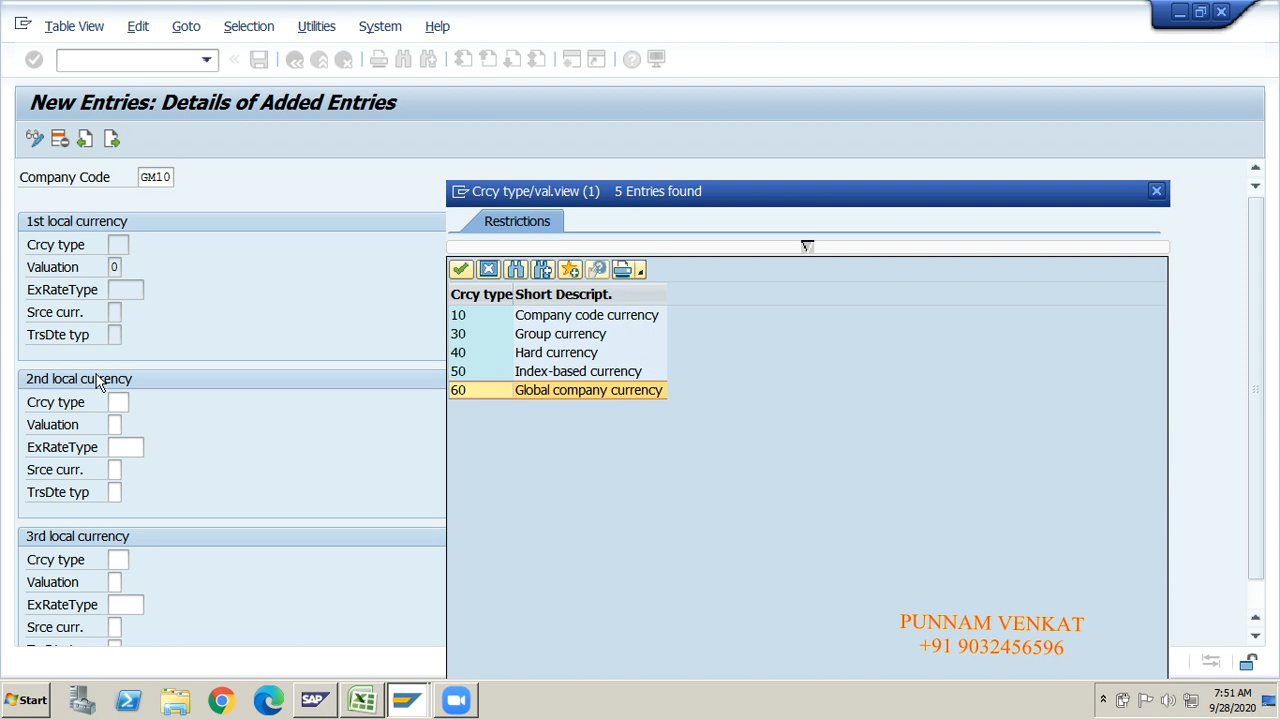 Table View Edit Goto Selection Utilities System Help
New Entries: Details of Added Entries
Company Code GM10
1st local currency
Crcy type
Valuation 0
ExRateType
Srce curr.
TrsDte typ
2nd local currency
Crcy type
Valuation
ExRateType
Srce curr.
TrsDte typ
3rd local currency
Crcy type
Valuation
ExRateType
Srce curr.
Crcy type/val.view (1) 5 Entries found
Restrictions
Crcy type Short Descript.
10 Company code currency
30 Group currency
40 Hard currency
50 Index-based currency
60 Global company currency
PUNNAM VENKAT
+91 9032456596
Start
SAP
7:51 AM
9/28/2020